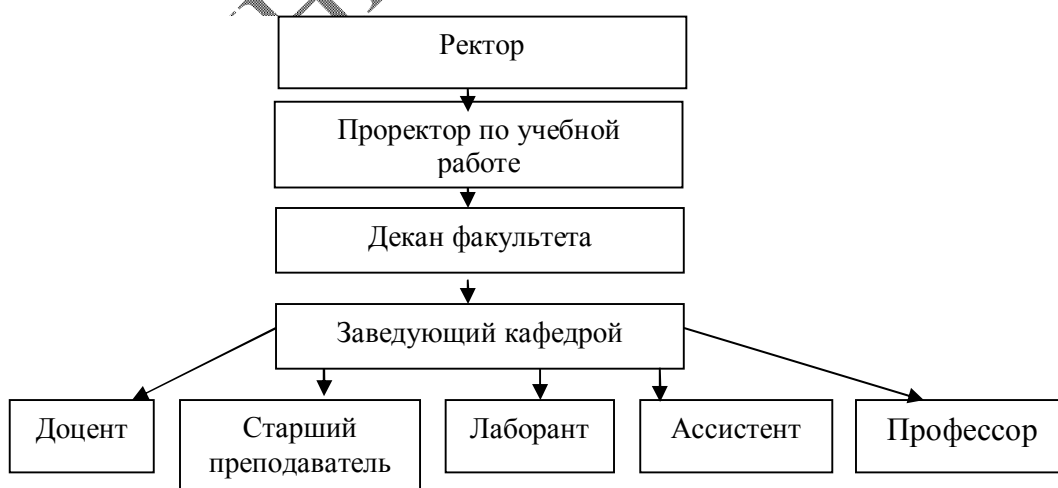 Ректор
Проректор по учебной
работе
Декан факультета
Заведующий кафедрой
Доцент
Старший
преподаватель
Лаборант
Ассистент
Профессор